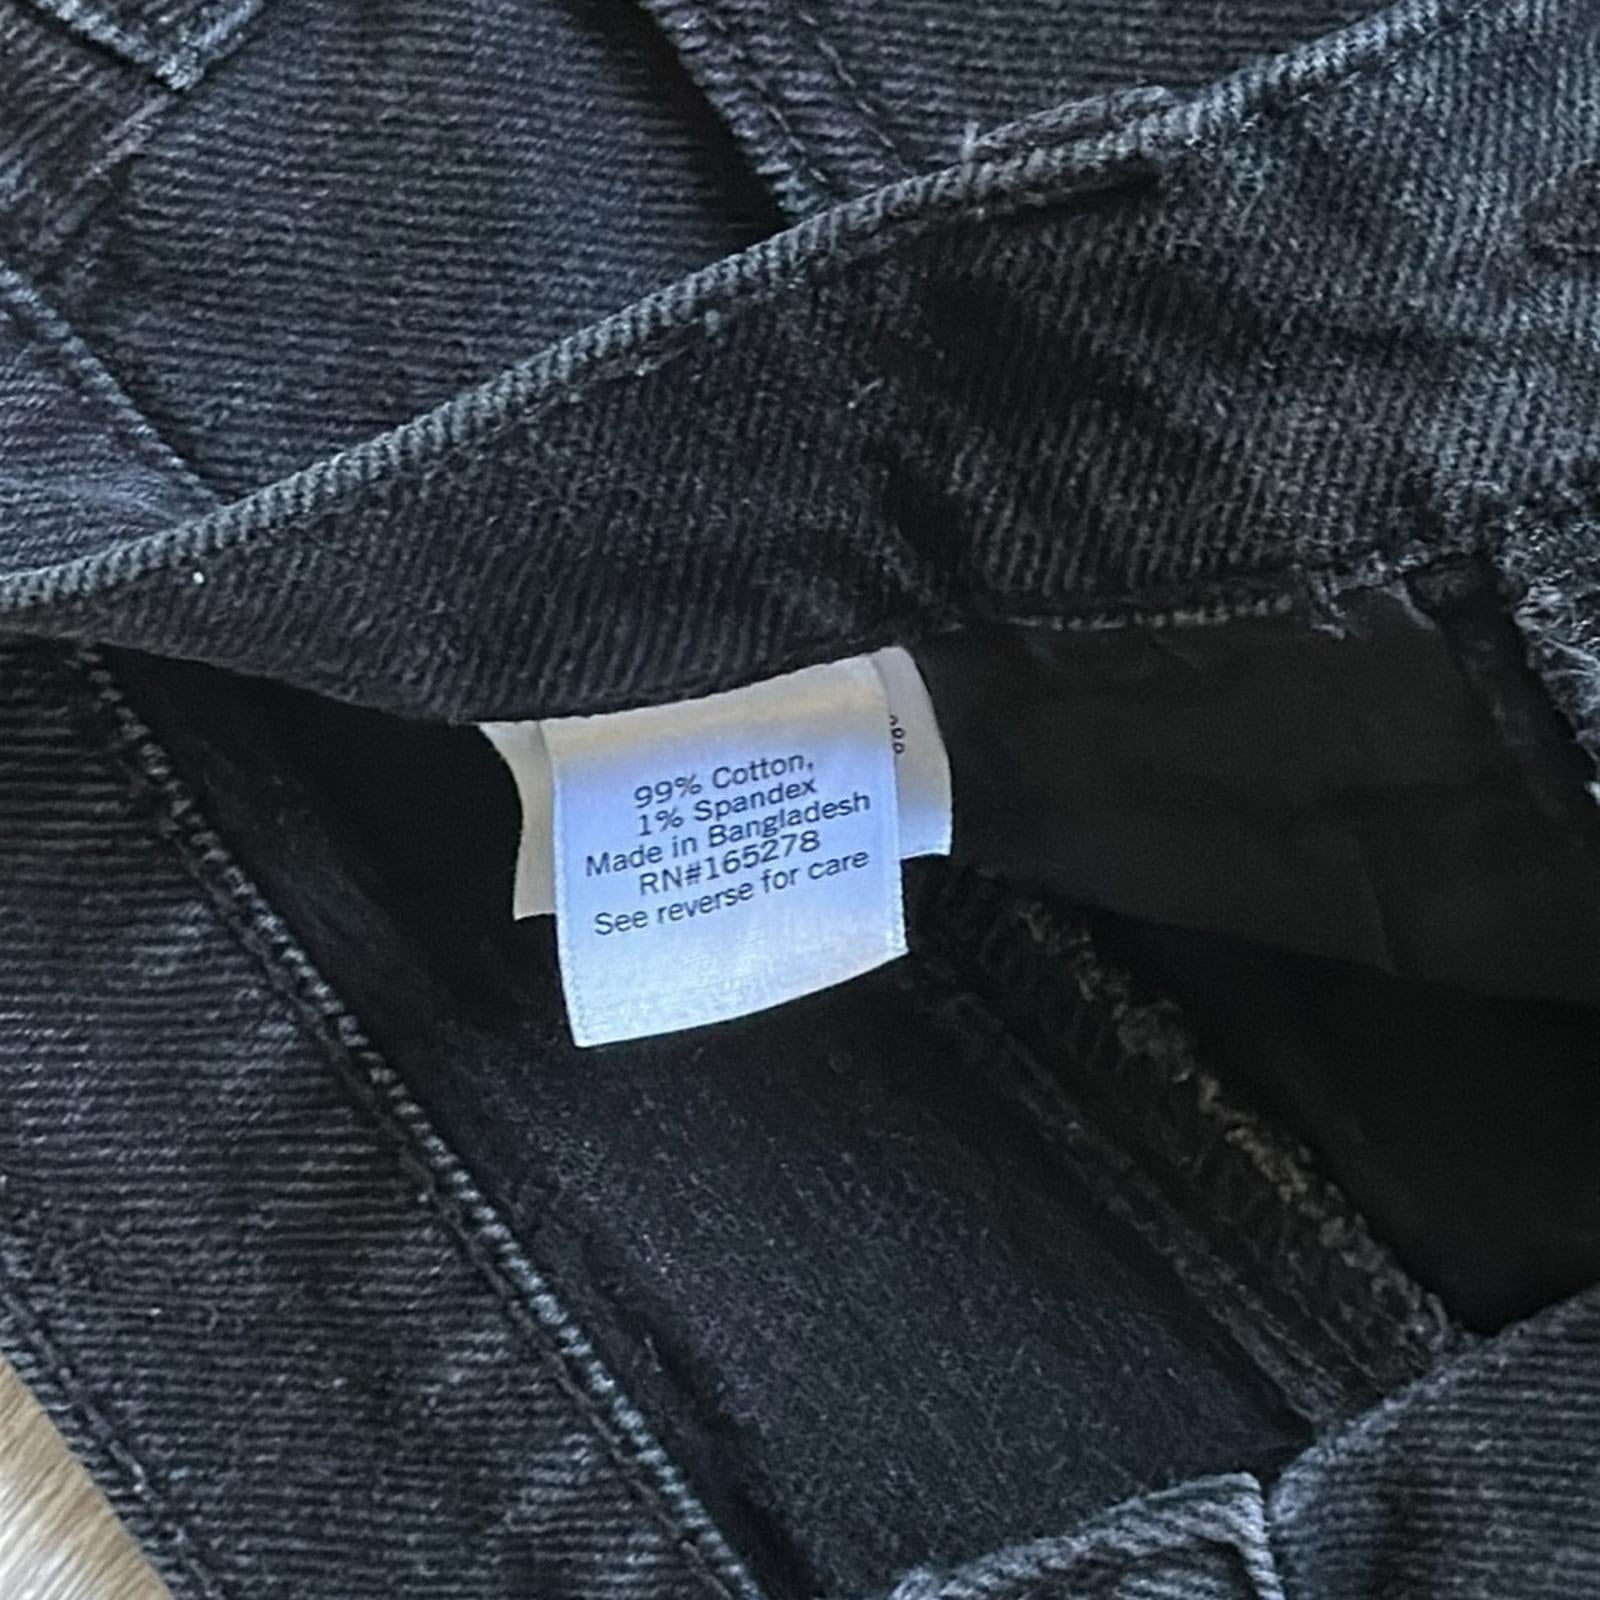 99% Cotton,
1% Spandex
Made in Bangladesh
RN#165278
See reverse for care